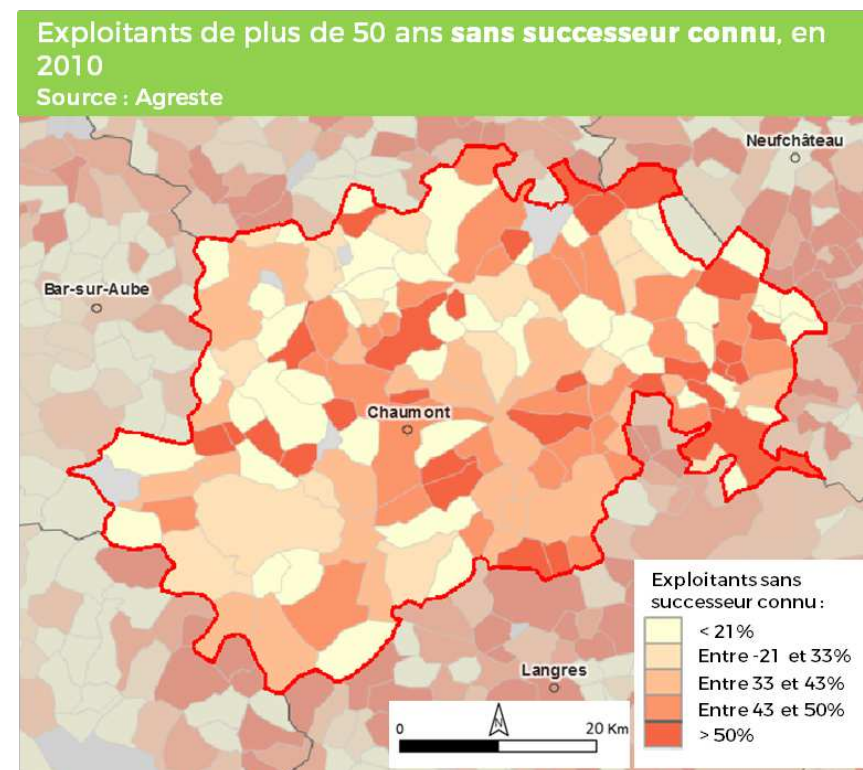 Exploitants de plus de 50 ans sans successeur connu, en
2010
Source : Agreste
Neufchâteau
Bar-sur-Aube
Chaumont
Langres
Exploitants sans
successeur connu :
< 21%
Entre -21 et 33%
Entre 33 et 43%
Entre 43 et 50%
> 50%
0 N 20 Km